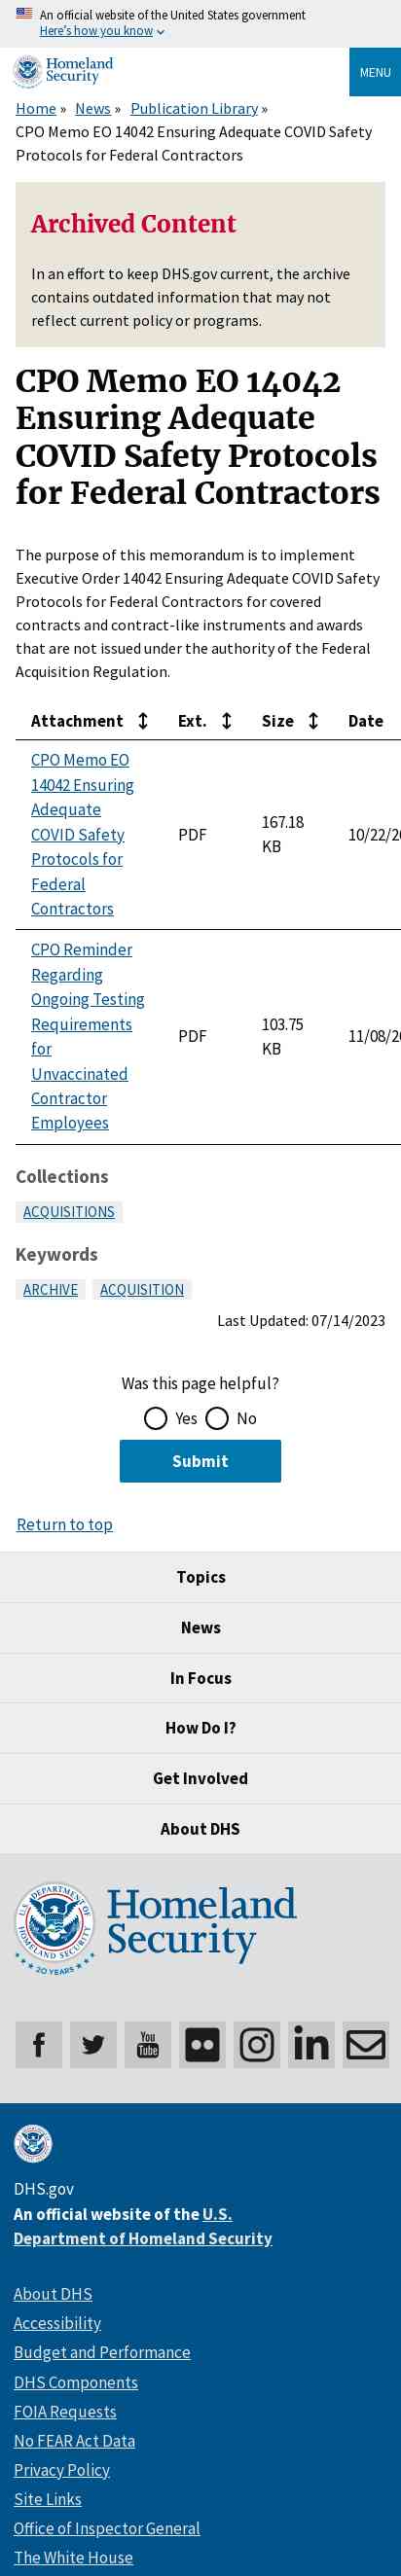 An official website of the United States government
Here's how you know
Homeland
Security
MENU
Home » News » Publication Library »
CPO Memo EO 14042 Ensuring Adequate COVID Safety
Protocols for Federal Contractors
Archived Content
In an effort to keep DHS.gov current, the archive
contains outdated information that may not
reflect current policy or programs.
CPO Memo EO 14042
Ensuring Adequate
COVID Safety Protocols
for Federal Contractors
The purpose of this memorandum is to implement
Executive Order 14042 Ensuring Adequate COVID Safety
Protocols for Federal Contractors for covered
contracts and contract-like instruments and awards
that are not issued under the authority of the Federal
Acquisition Regulation.
Attachment Ext. Size Date
CPO Memo EO
14042 Ensuring
Adequate
COVID Safety
Protocols for
Federal
Contractors
PDF
167.18
KB
10/22/20
CPO Reminder
Regarding
Ongoing Testing
Requirements
for
Unvaccinated
Contractor
Employees
PDF
103.75
KB
11/08/20
Collections
ACQUISITIONS
Keywords
ARCHIVE ACQUISITION
Last Updated: 07/14/2023
Was this page helpful?
Yes No
Submit
Return to top
Topics
News
In Focus
How Do I?
Get Involved
About DHS
U.S. DEPARTMENT OF
HOMELAND SECURITY
20 YEARS
Homeland
Security
You
Tube
DHS.gov
An official website of the U.S.
Department of Homeland Security
About DHS
Accessibility
Budget and Performance
DHS Components
FOIA Requests
No FEAR Act Data
Privacy Policy
Site Links
Office of Inspector General
The White House